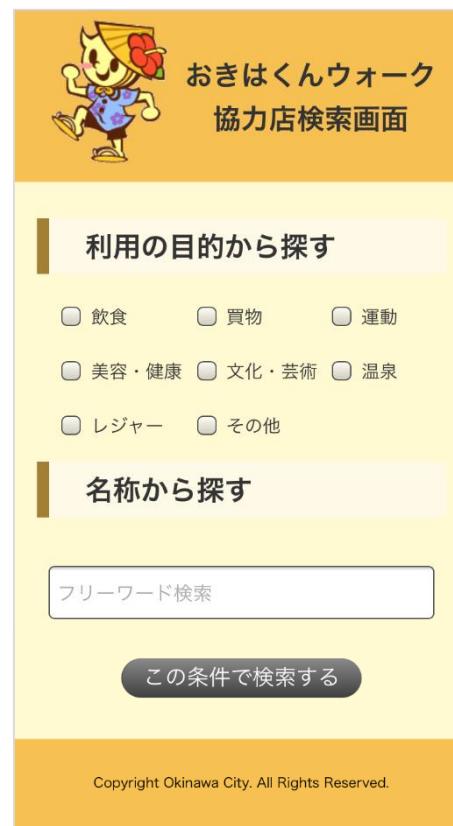 おきはくんウォーク
協力店検索画面
利用の目的から探す
飲食 買物 運動
美容・健康 文化・芸術 温泉
レジャー その他
名称から探す
フリーワード検索
この条件で検索する
Copyright Okinawa City. All Rights Reserved.